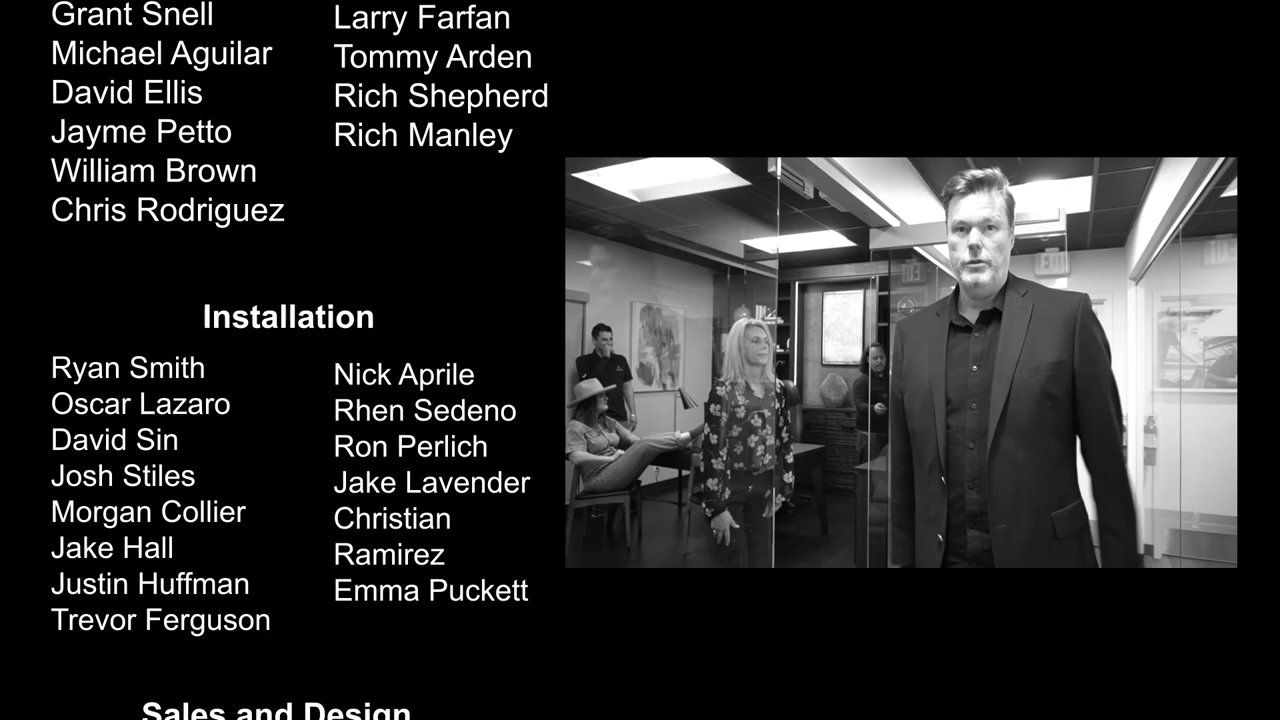 Grant Snell
Michael Aguilar
David Ellis
Jayme Petto
William Brown
Chris Rodriguez
Larry Farfan
Tommy Arden
Rich Shepherd
Rich Manley
Installation
Ryan Smith
Oscar Lazaro
David Sin
Josh Stiles
Morgan Collier
Jake Hall
Justin Huffman
Trevor Ferguson
Nick Aprile
Rhen Sedeno
Ron Perlich
Jake Lavender
Christian
Ramirez
Emma Puckett
Sales and Design
EXIT